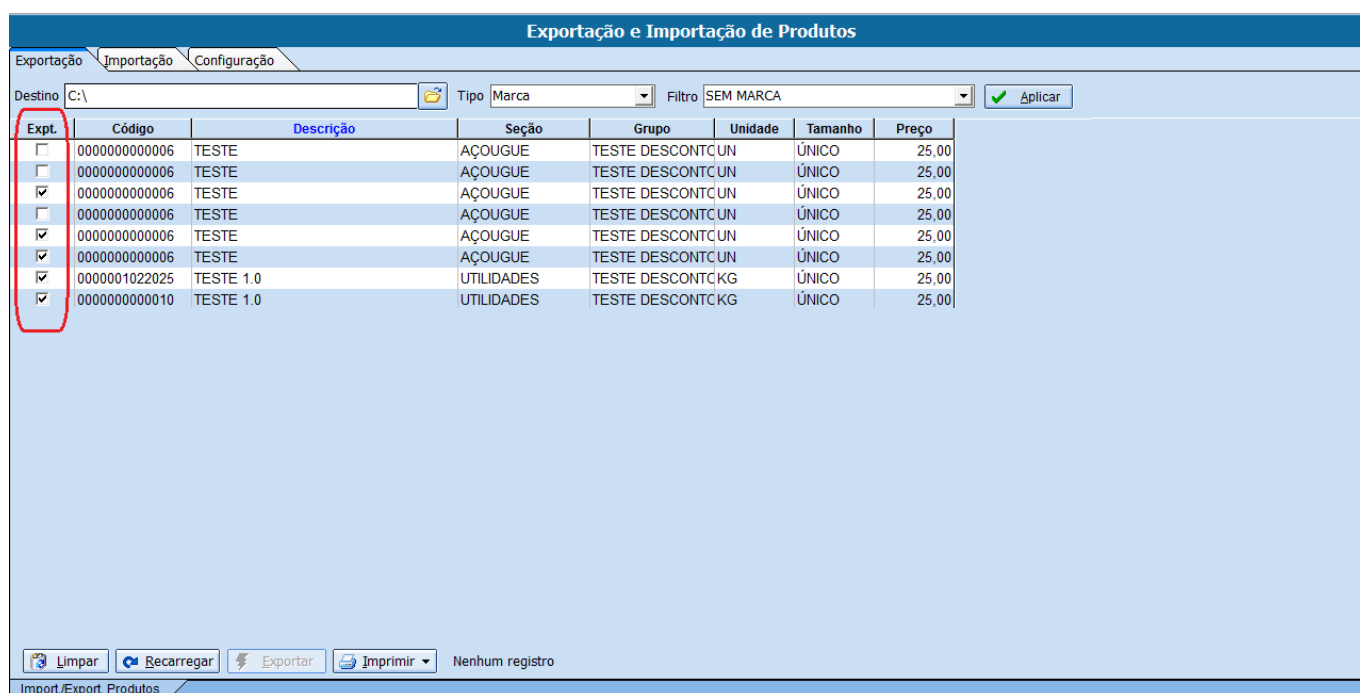 Exportação e Importação de Produtos
Exportação Importação Configuração
Destino C:\ Tipo Marca Filtro SEM MARCA Aplicar
Expt. Código Descrição Seção Grupo Unidade Tamanho Preço
0000000000006 TESTE AÇOUGUE TESTE DESCONTO UN ÚNICO 25,00
0000000000006 TESTE AÇOUGUE TESTE DESCONTO UN ÚNICO 25,00
0000000000006 TESTE AÇOUGUE TESTE DESCONTO UN ÚNICO 25,00
0000000000006 TESTE AÇOUGUE TESTE DESCONTO UN ÚNICO 25,00
0000000000006 TESTE AÇOUGUE TESTE DESCONTO UN ÚNICO 25,00
0000000000006 TESTE AÇOUGUE TESTE DESCONTO UN ÚNICO 25,00
0000001022025 TESTE 1.0 UTILIDADES TESTE DESCONTO KG ÚNICO 25,00
0000000000010 TESTE 1.0 UTILIDADES TESTE DESCONTO KG ÚNICO 25,00
Limpar Recarregar Exportar Imprimir Nenhum registro
Import./Export. Produtos